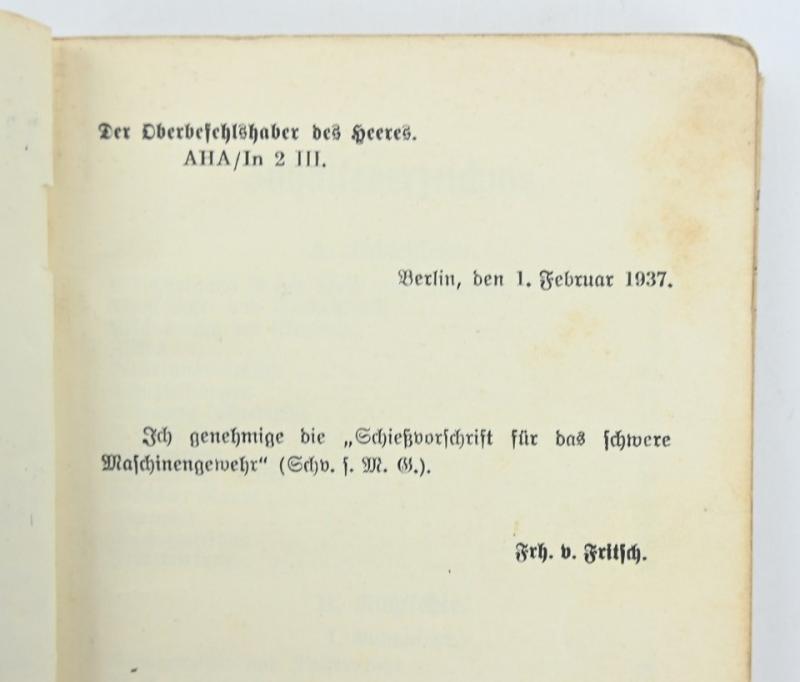 Der Oberbefehlshaber des Heeres.
AHA/In 2 III.
Berlin, den 1. Februar 1937.
Ich genehmige die „Schießvorschrift für das schwere
Maschinengewehr“ (Schv. s. M. G.).
Frh. v. Fritsch.